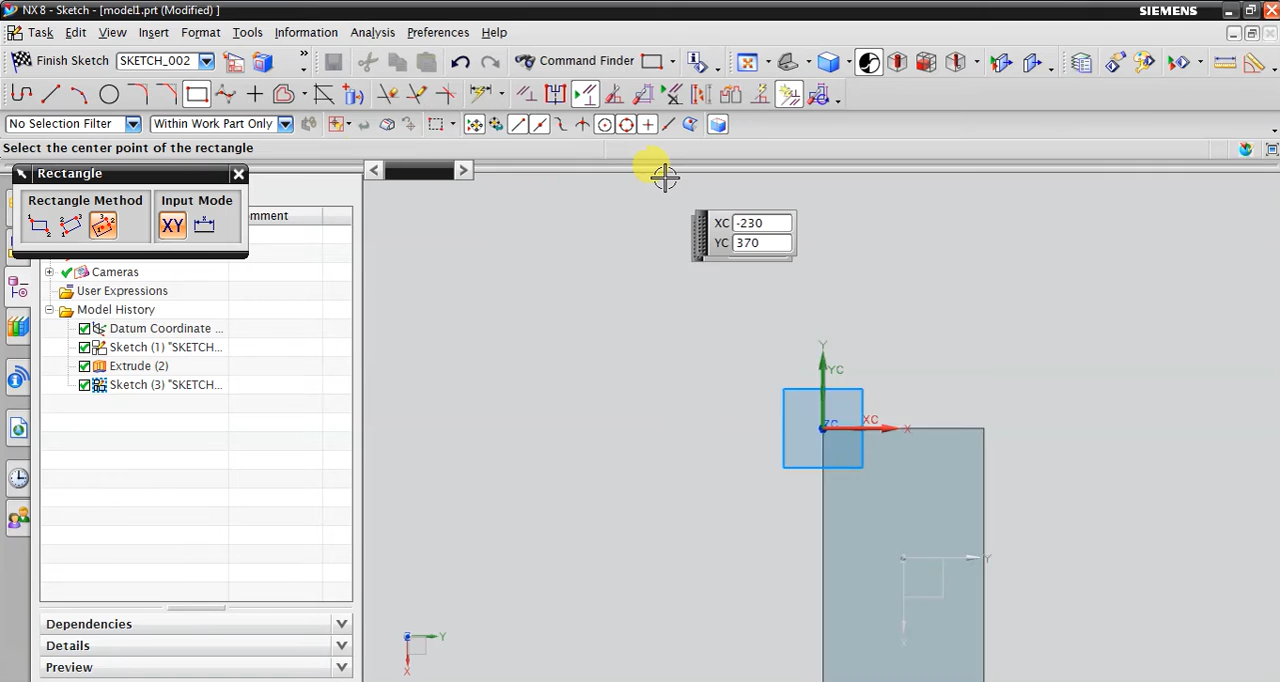 NX 8 - Sketch - [model1.prt (Modified) ]
SIEMENS
Task Edit View Insert Format Tools Information Analysis Preferences Help
Finish Sketch SKETCH_002 » Command Finder
No Selection Filter Within Work Part Only
Select the center point of the rectangle
Rectangle
Rectangle Method Input Mode
XY
omment
XC -230
YC 370
Cameras
User Expressions
Model History
Datum Coordinate ...
Sketch (1) "SKETCH...
Extrude (2)
Sketch (3) "SKETCH...
Y
YC
XC
X
ZC
Y
X
Z
Y
X
Dependencies
Details
Preview